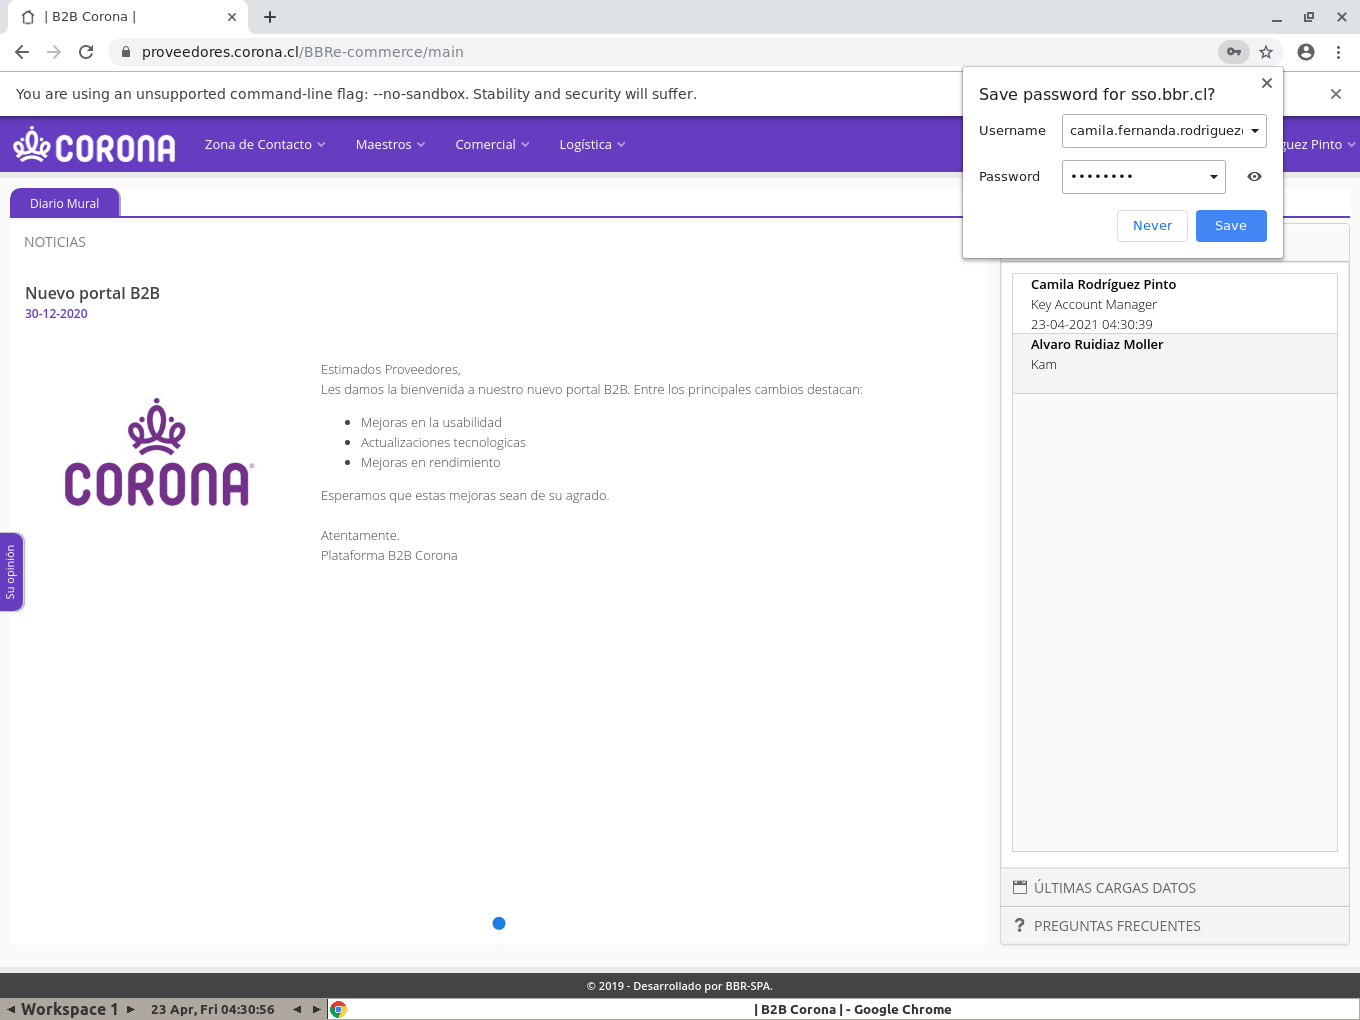 | B2B Corona |
proveedores.corona.cl/BBRe-commerce/main
You are using an unsupported command-line flag: --no-sandbox. Stability and security will suffer.
Save password for sso.bbr.cl?
Username camila.fernanda.rodriguez
Password ••••••••
Never Save
CORONA Zona de Contacto Maestros Comercial Logística Pinto
Diario Mural
NOTICIAS
Nuevo portal B2B
30-12-2020
Estimados Proveedores,
Les damos la bienvenida a nuestro nuevo portal B2B. Entre los principales cambios destacan:
• Mejoras en la usabilidad
• Actualizaciones tecnologicas
• Mejoras en rendimiento
Esperamos que estas mejoras sean de su agrado.
Atentamente.
Plataforma B2B Corona
CORONA®
Su opinión
Camila Rodríguez Pinto
Key Account Manager
23-04-2021 04:30:39
Alvaro Ruidiaz Moller
Kam
ÚLTIMAS CARGAS DATOS
? PREGUNTAS FRECUENTES
© 2019 - Desarrollado por BBR-SPA.
Workspace 1 23 Apr, Fri 04:30:56 | B2B Corona | - Google Chrome